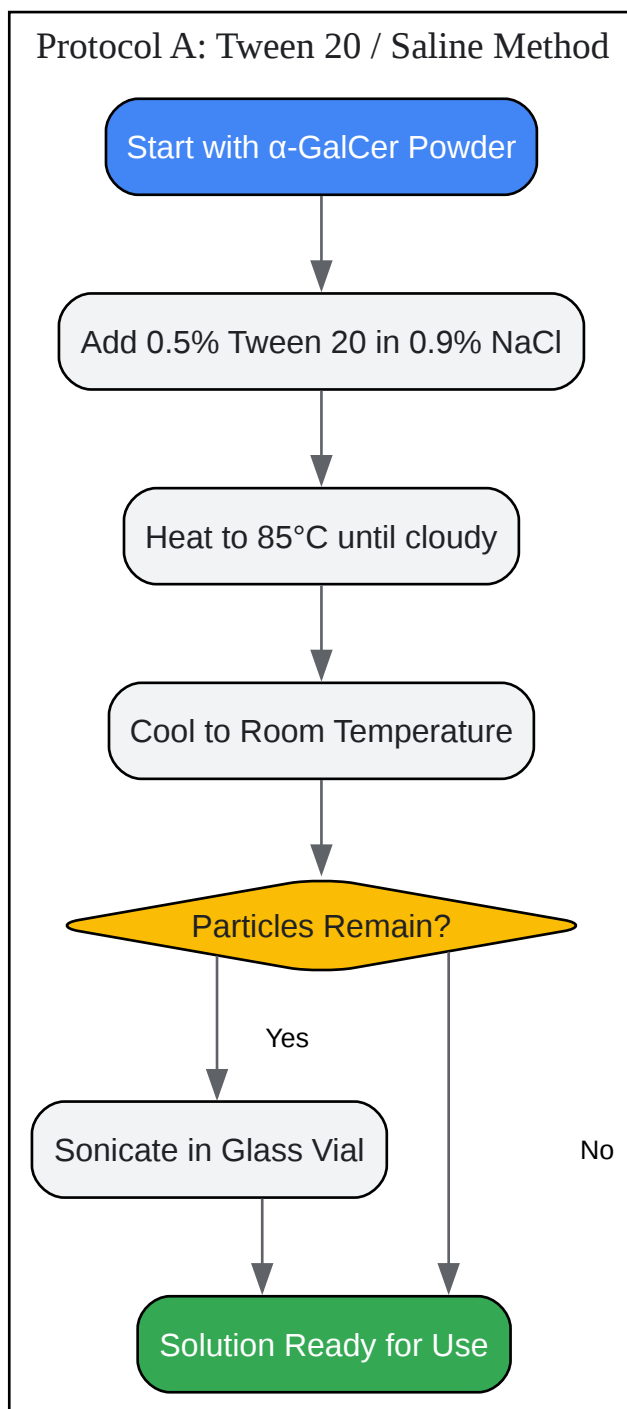 Protocol A: Tween 20 / Saline Method
Start with α-GalCer Powder
Add 0.5% Tween 20 in 0.9% NaCl
Heat to 85°C until cloudy
Cool to Room Temperature
Particles Remain?
Yes
Sonicate in Glass Vial
No
Solution Ready for Use